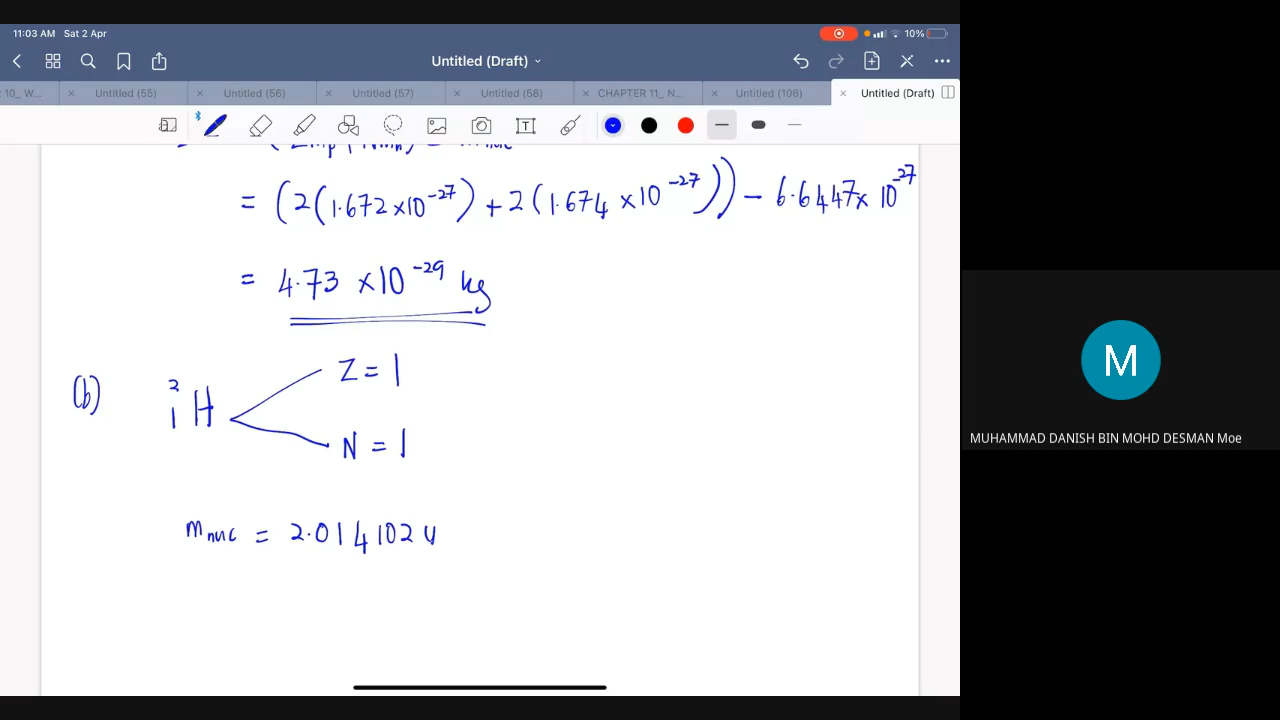 11:03 AM Sat 2 Apr
10%
Untitled (Draft)
10_ W...
Untitled (55)
Untitled (56)
Untitled (57)
Untitled (58)
CHAPTER 11_ N...
Untitled (106)
Untitled (Draft)
= (2(1.672 ×10⁻²⁷) + 2(1.674 ×10⁻²⁷)) − 6.6447× 10⁻²⁷
= 4.73 ×10⁻²⁹ kg
(b) ²₁H
Z = 1
N = 1
m_nuc = 2.014102 u
M
MUHAMMAD DANISH BIN MOHD DESMAN Moe